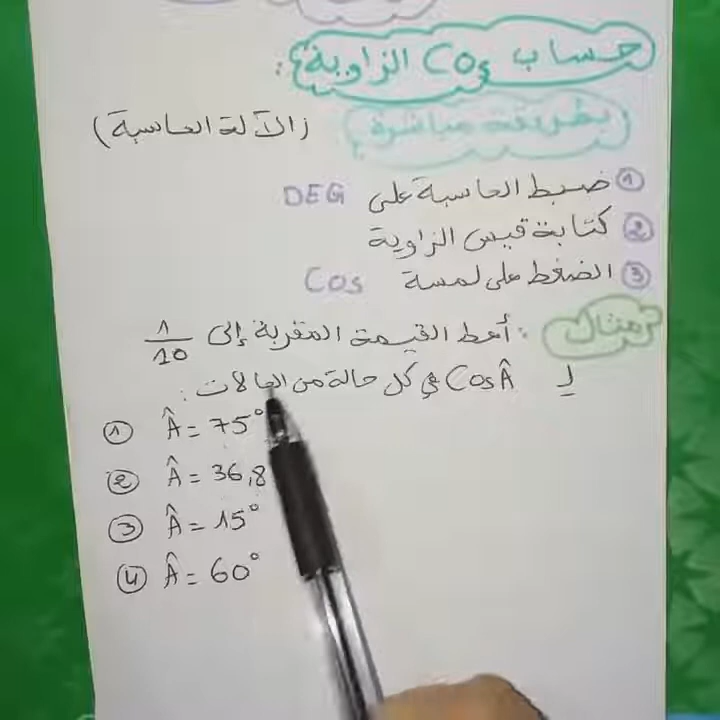 حساب Cos الزاوية :
بطريقة مباشرة (الآلة الحاسبة)
① ضبط الحاسبة على DEG
② كتابة قيس الزاوية
③ الضغط على لمسة Cos
مثال : أعط القيمة المقربة إلى 1/10
لـ CosÂ في كل حالة من الحالات :
① Â = 75°
② Â = 36,8
③ Â = 15°
④ Â = 60°